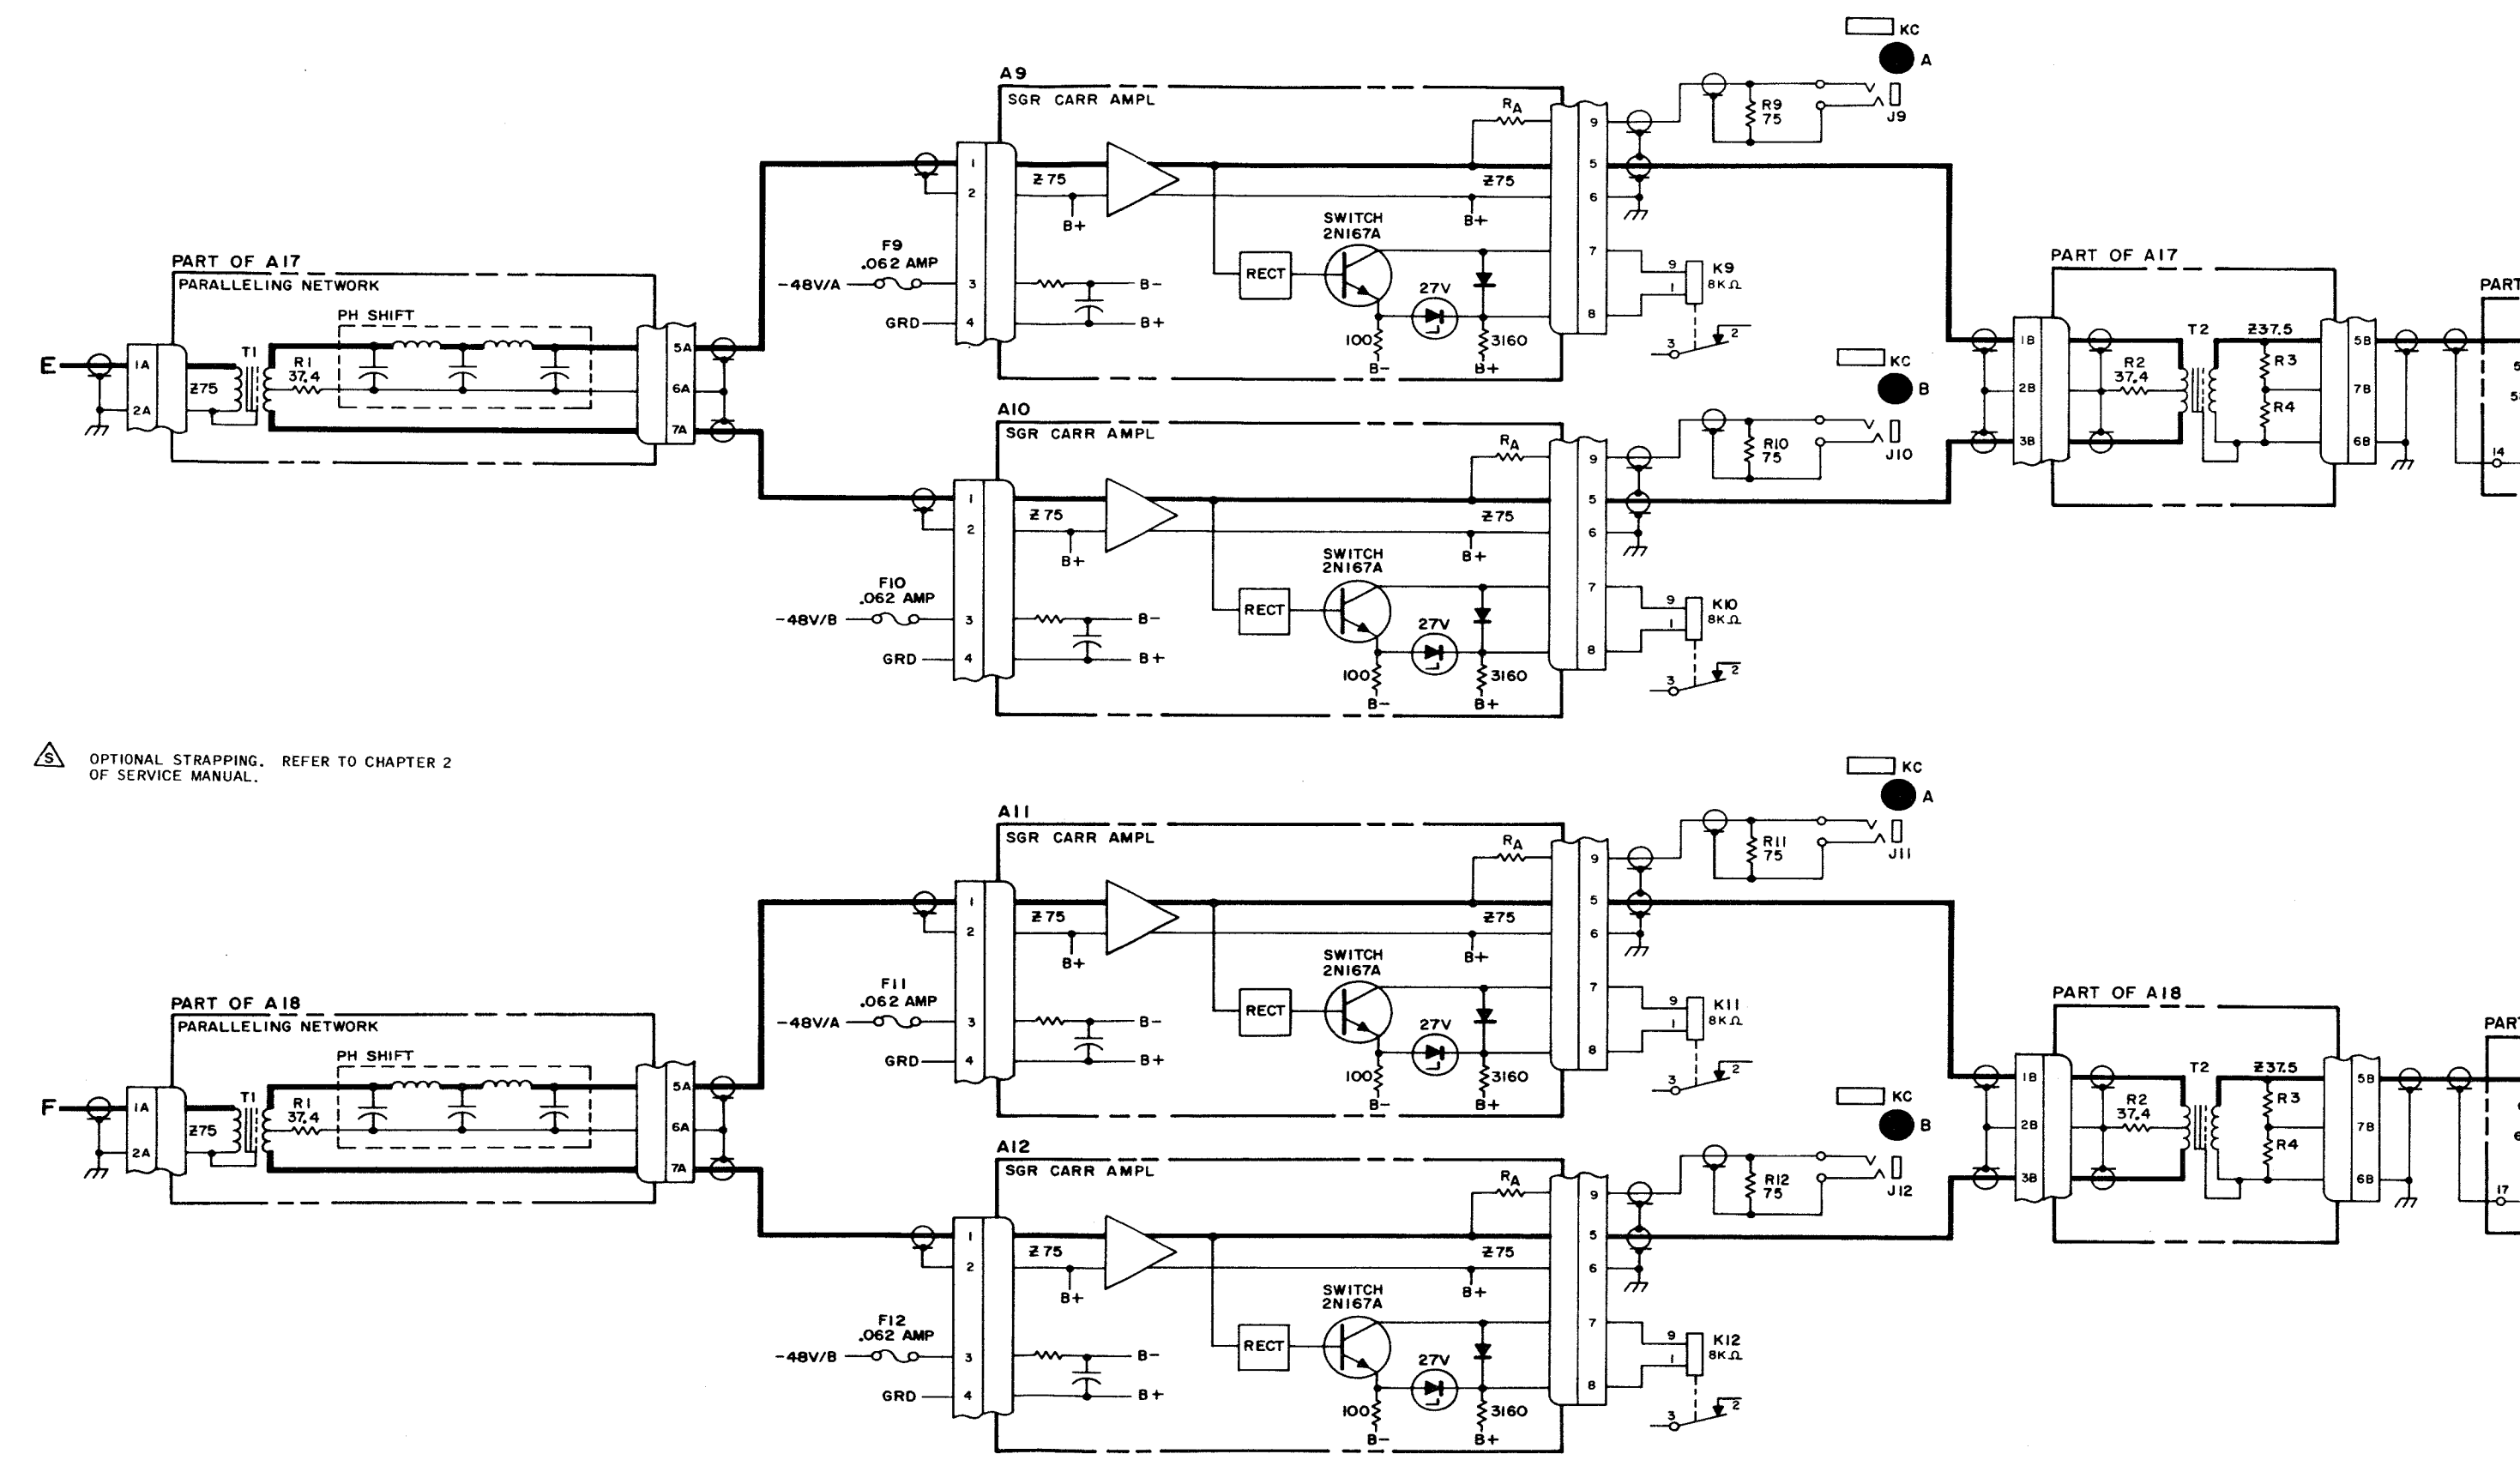 KC
A
A9
SGR CARR AMPL
RA
9
R9
75
J9
1
Z75
5
Z75
2
6
B+
B+
SWITCH
2N167A
F9
.062 AMP
7
9
K9
8KΩ
RECT
-48V/A
3
B-
27V
1
GRD
4
B+
8
100
3160
2
3
B-
B+
PART OF A17
PARALLELING NETWORK
PH SHIFT
T1
R1
37.4
5A
E
1A
Z75
6A
2A
7A
PART OF A17
T2
Z37.5
1B
R2
37.4
R3
5B
2B
7B
R4
3B
6B
PART
14
KC
B
A10
SGR CARR AMPL
RA
9
R10
75
J10
1
Z75
5
Z75
2
6
B+
B+
SWITCH
2N167A
F10
.062 AMP
7
9
K10
8KΩ
RECT
-48V/B
3
B-
27V
1
GRD
4
B+
8
100
3160
2
3
B-
B+
S
OPTIONAL STRAPPING. REFER TO CHAPTER 2
OF SERVICE MANUAL.
KC
A
A11
SGR CARR AMPL
RA
9
R11
75
J11
1
Z75
5
Z75
2
6
B+
B+
SWITCH
2N167A
F11
.062 AMP
7
9
K11
8KΩ
RECT
-48V/A
3
B-
27V
1
GRD
4
B+
8
100
3160
2
3
B-
B+
PART OF A18
PARALLELING NETWORK
PH SHIFT
T1
R1
37.4
5A
F
1A
Z75
6A
2A
7A
PART OF A18
T2
Z37.5
1B
R2
37.4
R3
5B
2B
7B
R4
3B
6B
PART
17
KC
B
A12
SGR CARR AMPL
RA
9
R12
75
J12
1
Z75
5
Z75
2
6
B+
B+
SWITCH
2N167A
F12
.062 AMP
7
9
K12
8KΩ
RECT
-48V/B
3
B-
27V
1
GRD
4
B+
8
100
3160
2
3
B-
B+